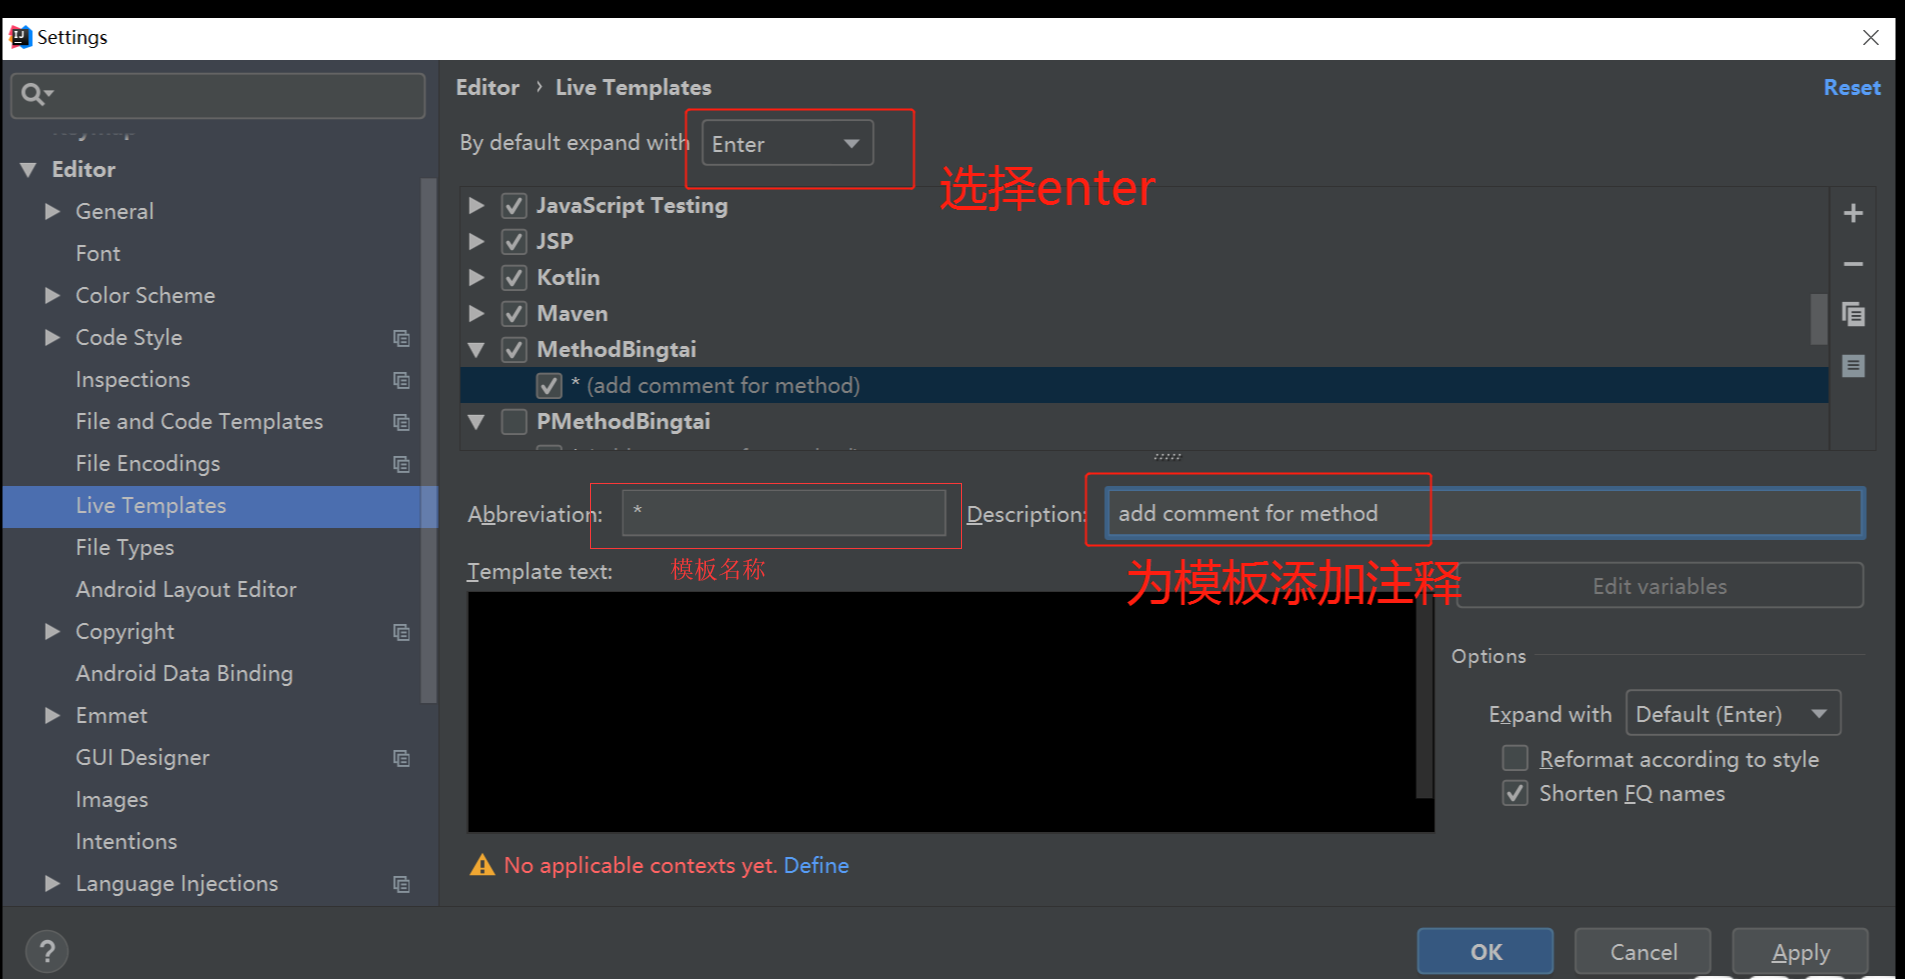 Settings
Editor › Live Templates
Reset
By default expand with Enter
选择enter
Editor
General
Font
Color Scheme
Code Style
Inspections
File and Code Templates
File Encodings
Live Templates
File Types
Android Layout Editor
Copyright
Android Data Binding
Emmet
GUI Designer
Images
Intentions
Language Injections
JavaScript Testing
JSP
Kotlin
Maven
MethodBingtai
* (add comment for method)
PMethodBingtai
Abbreviation: * Description: add comment for method
Template text:
模板名称
为模板添加注释
Edit variables
Options
Expand with Default (Enter)
Reformat according to style
Shorten FQ names
No applicable contexts yet. Define
?
OK Cancel Apply